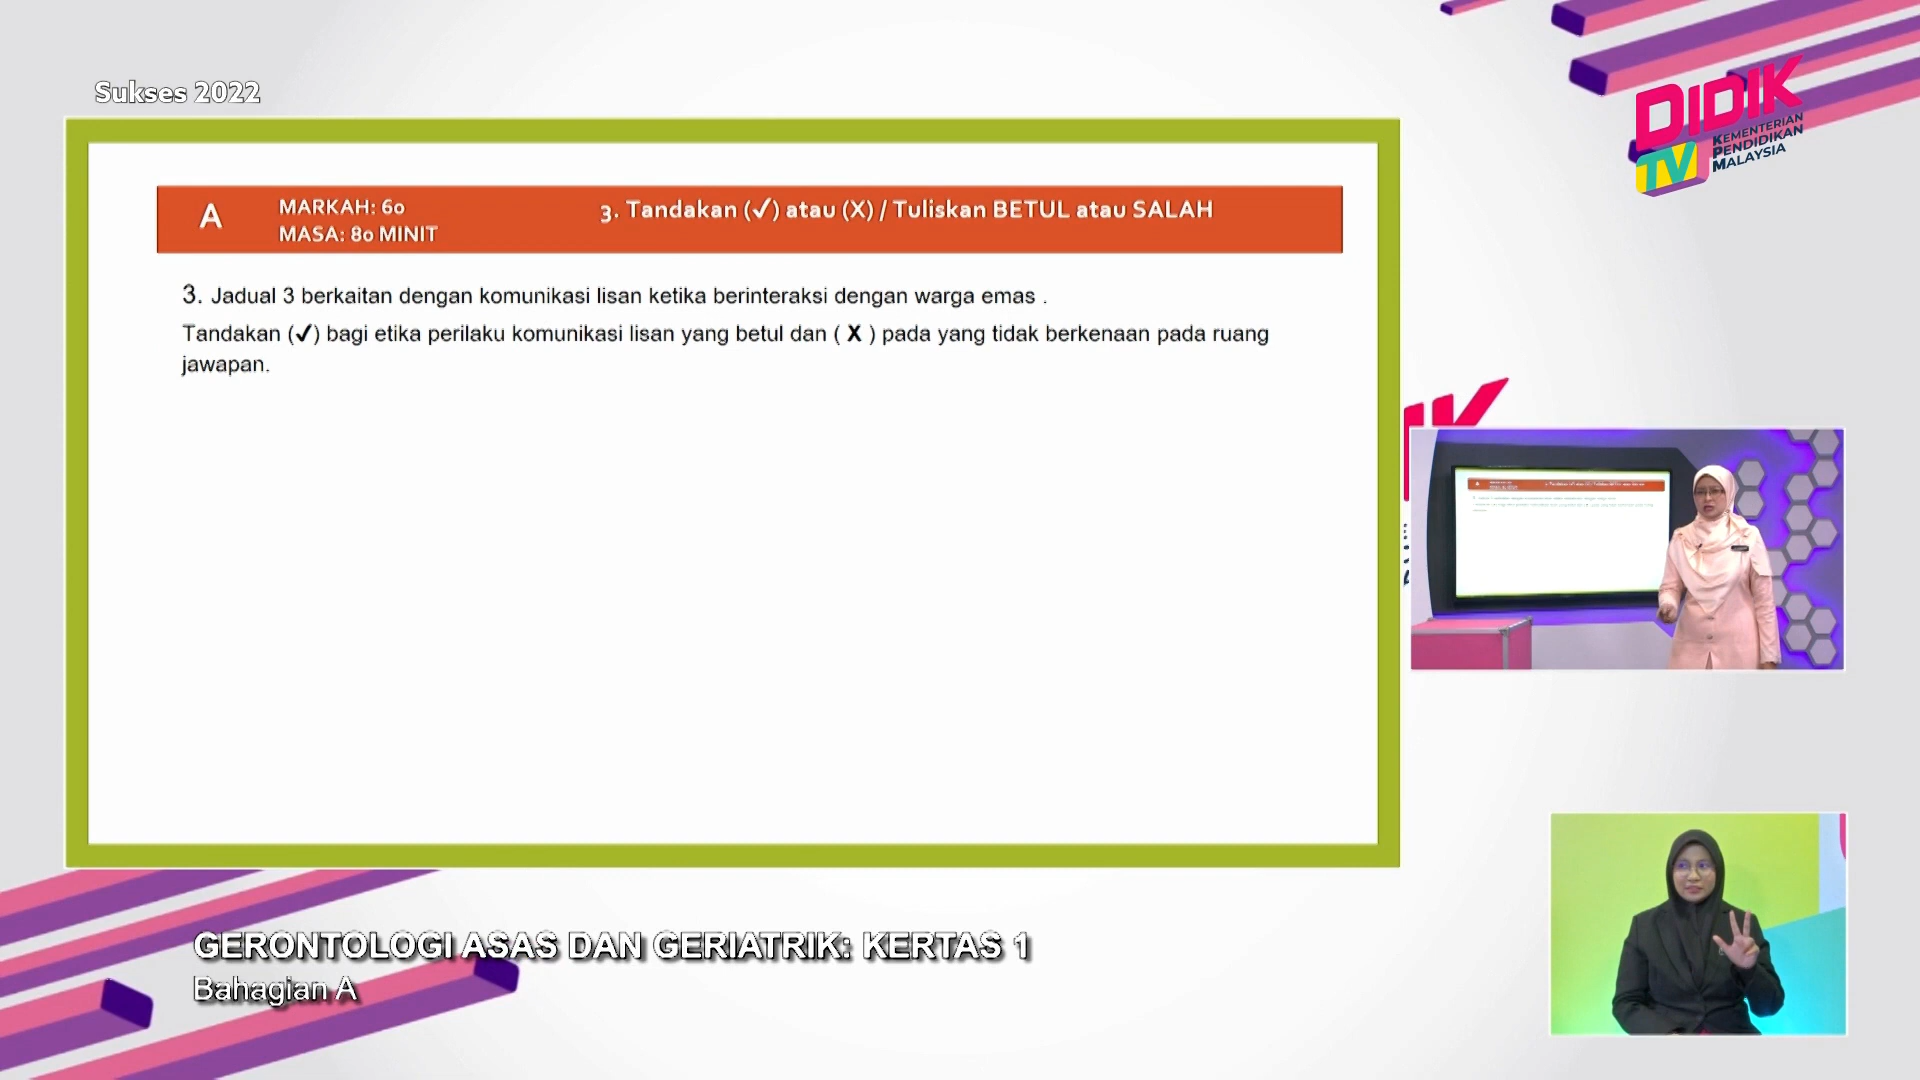 Sukses 2022
DIDIK
TV
KEMENTERIAN
PENDIDIKAN
MALAYSIA
A
MARKAH: 60
MASA: 80 MINIT
3. Tandakan (✓) atau (X) / Tuliskan BETUL atau SALAH
3. Jadual 3 berkaitan dengan komunikasi lisan ketika berinteraksi dengan warga emas .
Tandakan (✓) bagi etika perilaku komunikasi lisan yang betul dan ( X ) pada yang tidak berkenaan pada ruang
jawapan.
GERONTOLOGI ASAS DAN GERIATRIK: KERTAS 1
Bahagian A